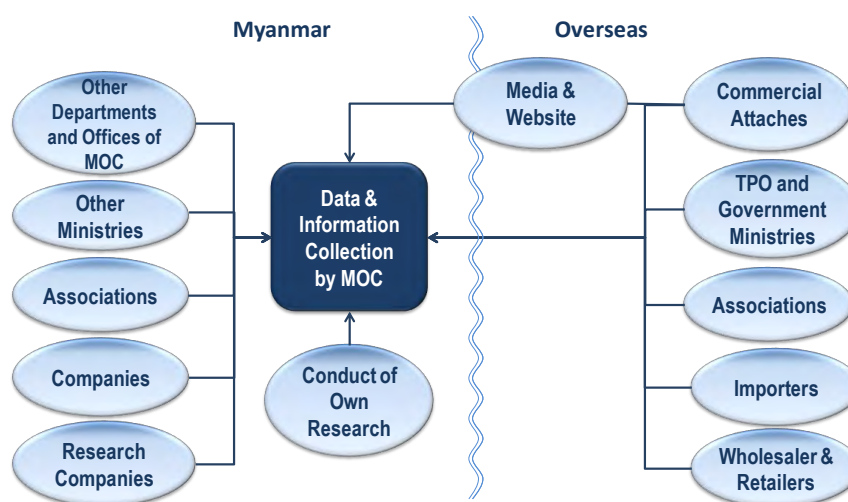 Myanmar
Overseas
Other
Departments
and Offices of
MOC
Other
Ministries
Associations
Companies
Research
Companies
Media &
Website
Data &
Information
Collection
by MOC
Conduct of
Own
Research
Commercial
Attaches
TPO and
Government
Ministries
Associations
Importers
Wholesaler &
Retailers